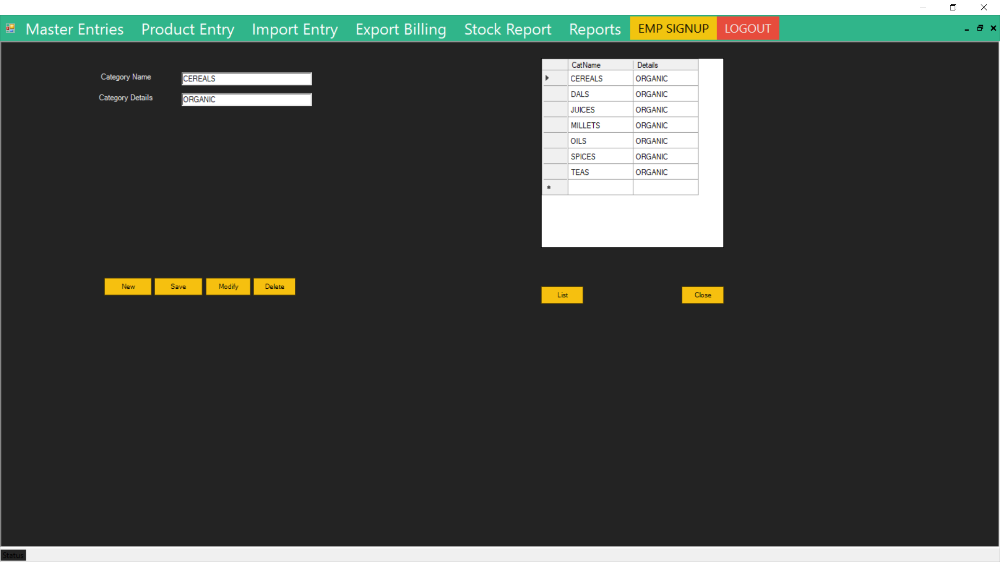 Master Entries Product Entry Import Entry Export Billing Stock Report Reports EMP SIGNUP LOGOUT
Category Name CEREALS
Category Details ORGANIC
CatName Details
CEREALS ORGANIC
DALS ORGANIC
JUICES ORGANIC
MILLETS ORGANIC
OILS ORGANIC
SPICES ORGANIC
TEAS ORGANIC
*
New Save Modify Delete
List Close
Status